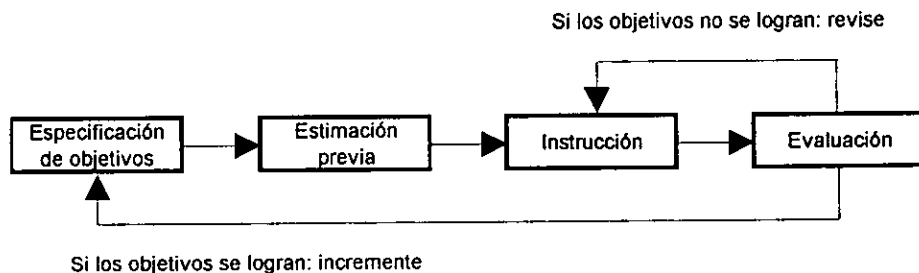 Si los objetivos no se logran: revise
Especificación
de objetivos
Estimación
previa
Instrucción
Evaluación
Si los objetivos se logran: incremente